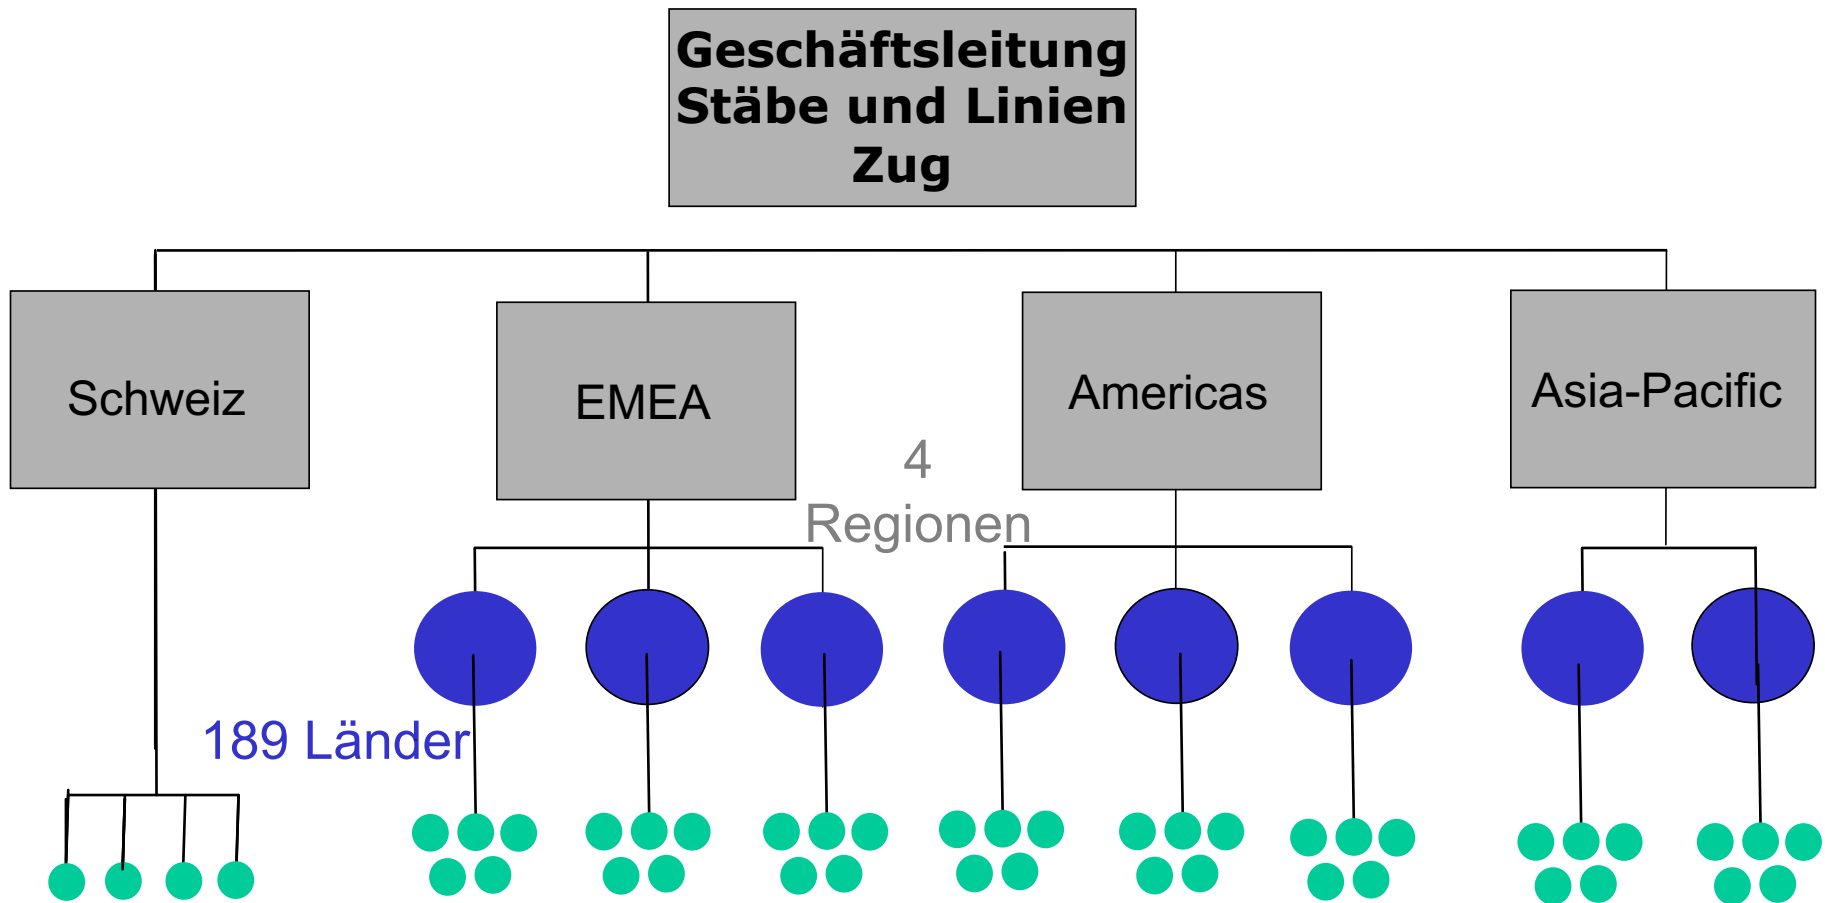 Geschäftsleitung
Stäbe und Linien
Zug
Schweiz
EMEA
Americas
Asia-Pacific
4
Regionen
189 Länder